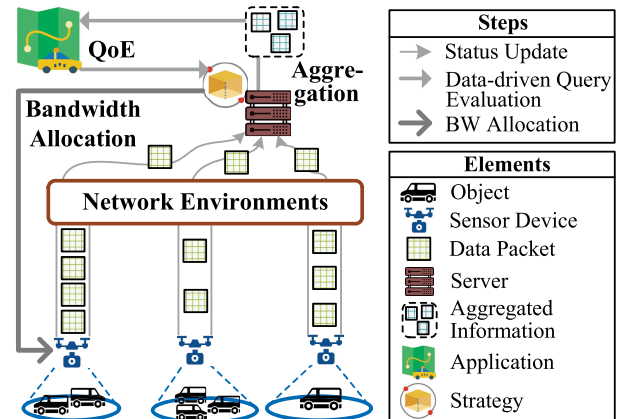 QoE
Aggre-
gation
Bandwidth
Allocation
Network Environments
Steps
Status Update
Data-driven Query
Evaluation
BW Allocation
Elements
Object
Sensor Device
Data Packet
Server
Aggregated
Information
Application
Strategy